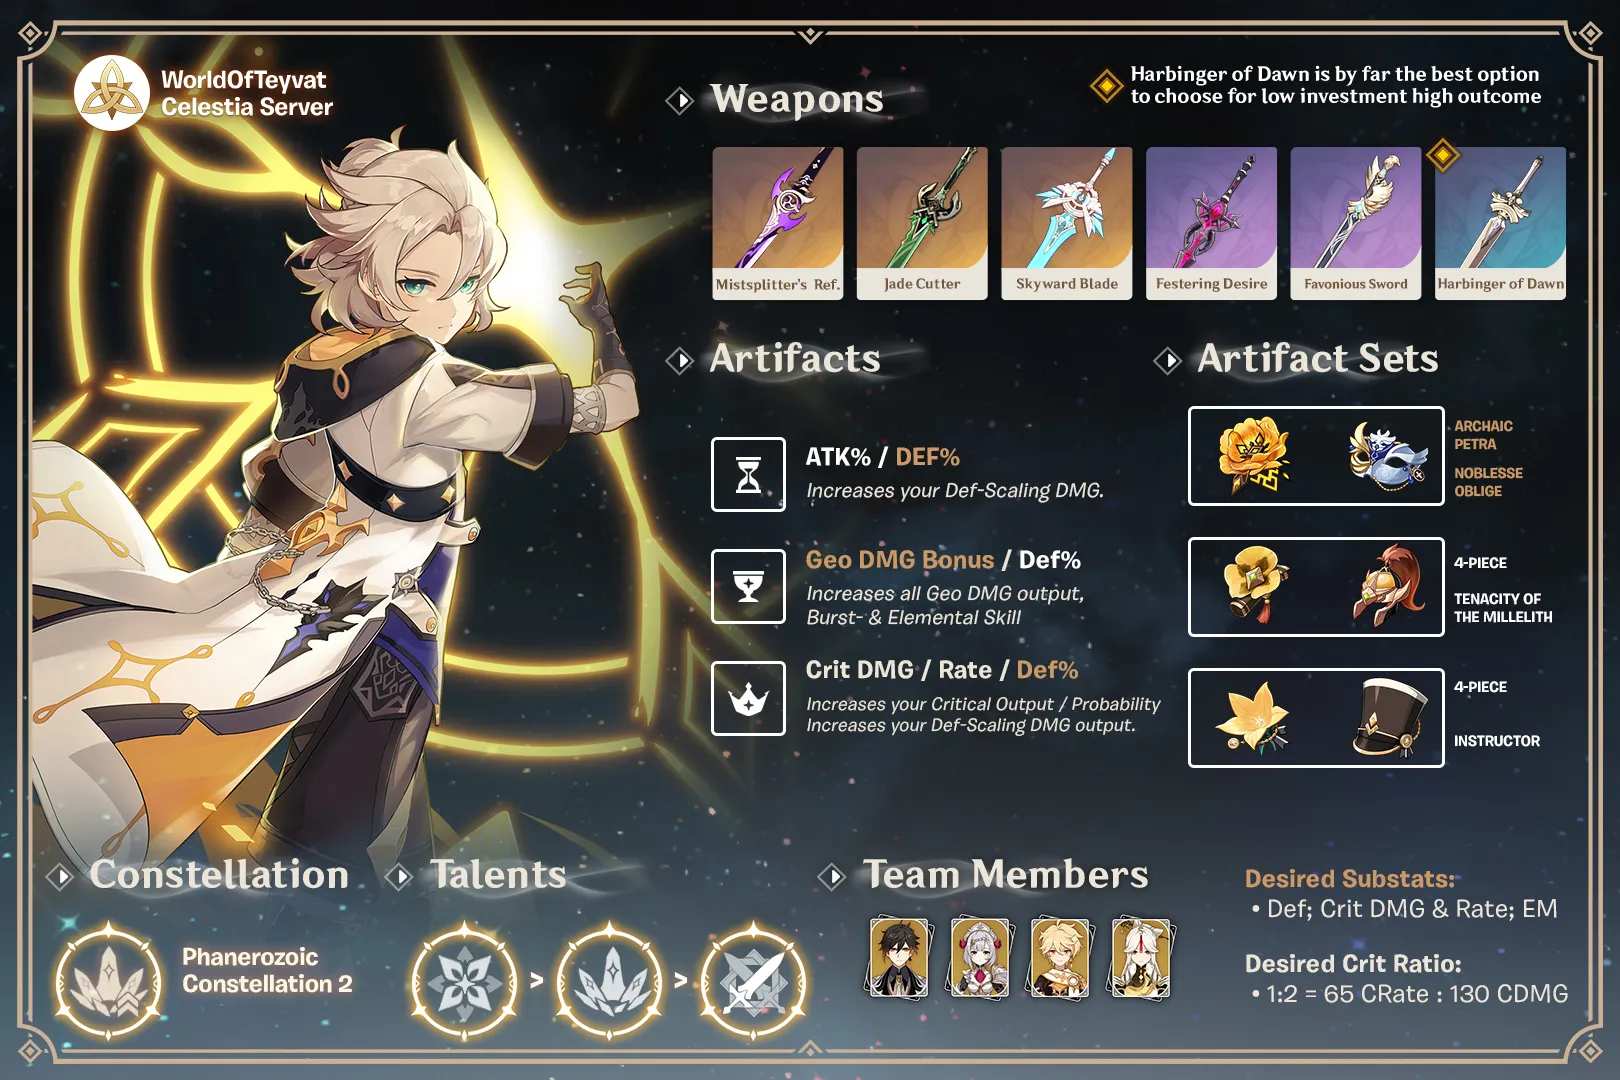 WorldOfTeyvat
Celestia Server
Weapons
Harbinger of Dawn is by far the best option
to choose for low investment high outcome
Mistsplitter's Ref.
Jade Cutter
Skyward Blade
Festering Desire
Favonious Sword
Harbinger of Dawn
Artifacts
ATK% / DEF%
Increases your Def-Scaling DMG.
Geo DMG Bonus / Def%
Increases all Geo DMG output,
Burst- & Elemental Skill
Crit DMG / Rate / Def%
Increases your Critical Output / Probability
Increases your Def-Scaling DMG output.
Artifact Sets
ARCHAIC
PETRA
NOBLESSE
OBLIGE
4-PIECE
TENACITY OF
THE MILLELITH
4-PIECE
INSTRUCTOR
Constellation
Phanerozoic
Constellation 2
Talents
> >
Team Members
Desired Substats:
• Def; Crit DMG & Rate; EM
Desired Crit Ratio:
• 1:2 = 65 CRate : 130 CDMG